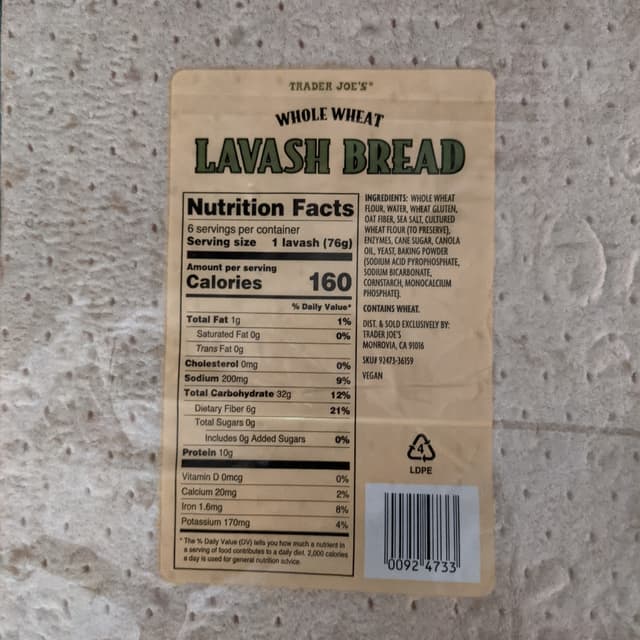 TRADER JOE'S®
WHOLE WHEAT
LAVASH BREAD
Nutrition Facts
6 servings per container
Serving size 1 lavash (76g)
Amount per serving
Calories 160
% Daily Value*
Total Fat 1g 1%
Saturated Fat 0g 0%
Trans Fat 0g
Cholesterol 0mg 0%
Sodium 200mg 9%
Total Carbohydrate 32g 12%
Dietary Fiber 6g 21%
Total Sugars 0g
Includes 0g Added Sugars 0%
Protein 10g
Vitamin D 0mcg 0%
Calcium 20mg 2%
Iron 1.6mg 8%
Potassium 170mg 4%
* The % Daily Value (DV) tells you how much a nutrient in
a serving of food contributes to a daily diet. 2,000 calories
a day is used for general nutrition advice.
INGREDIENTS: WHOLE WHEAT
FLOUR, WATER, WHEAT GLUTEN,
OAT FIBER, SEA SALT, CULTURED
WHEAT FLOUR (TO PRESERVE),
ENZYMES, CANE SUGAR, CANOLA
OIL, YEAST, BAKING POWDER
(SODIUM ACID PYROPHOSPHATE,
SODIUM BICARBONATE,
CORNSTARCH, MONOCALCIUM
PHOSPHATE).
CONTAINS WHEAT.
DIST. & SOLD EXCLUSIVELY BY:
TRADER JOE'S
MONROVIA, CA 91016
SKU# 92473-36159
VEGAN
4
LDPE
0092 4733